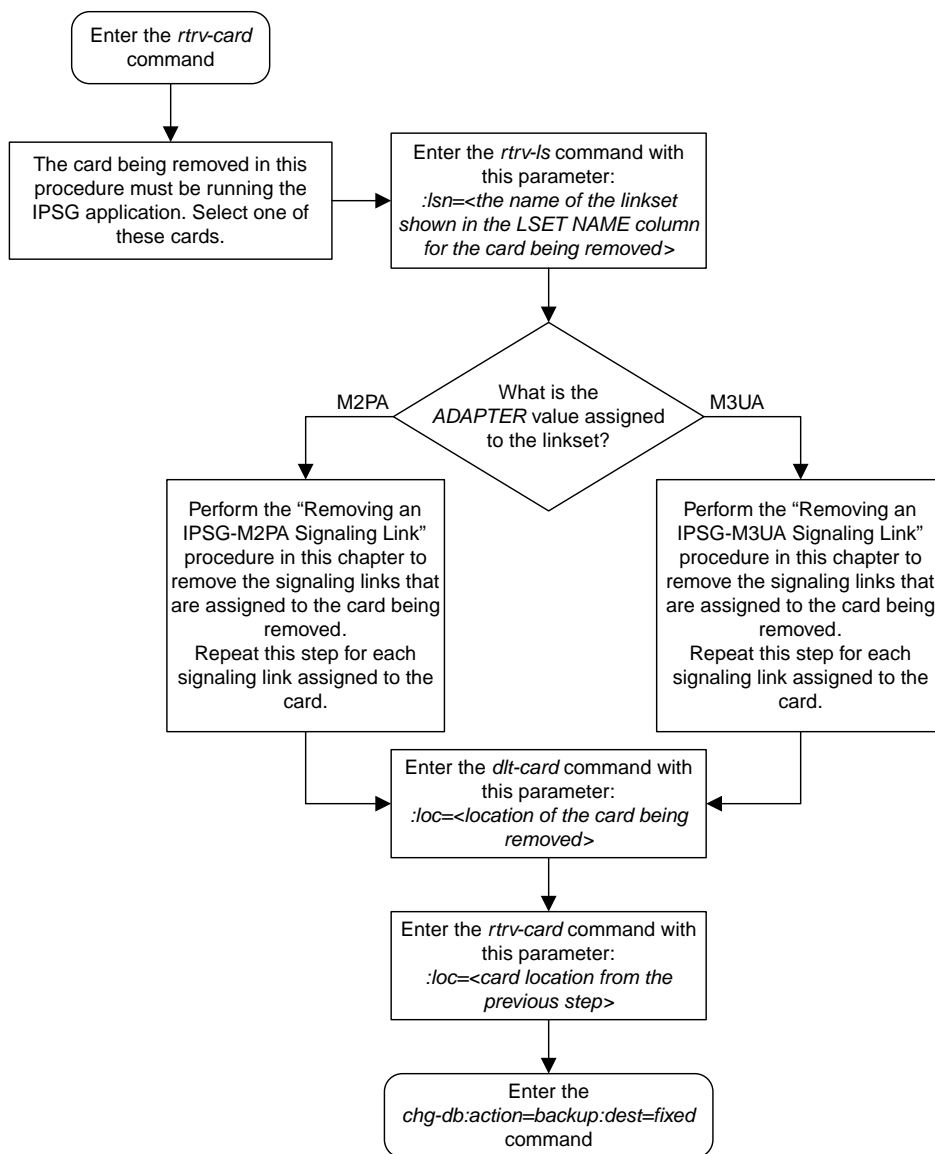 Enter the rtrv-card
command
The card being removed in this
procedure must be running the
IPSG application. Select one of
these cards.
Enter the rtrv-ls command with
this parameter:
:lsn=<the name of the linkset
shown in the LSET NAME column
for the card being removed>
What is the
ADAPTER value assigned
to the linkset?
M2PA
M3UA
Perform the “Removing an
IPSG-M2PA Signaling Link”
procedure in this chapter to
remove the signaling links that
are assigned to the card being
removed.
Repeat this step for each
signaling link assigned to the
card.
Perform the “Removing an
IPSG-M3UA Signaling Link”
procedure in this chapter to
remove the signaling links that
are assigned to the card being
removed.
Repeat this step for each
signaling link assigned to the
card.
Enter the dlt-card command with
this parameter:
:loc=<location of the card being
removed>
Enter the rtrv-card command with
this parameter:
:loc=<card location from the
previous step>
Enter the
chg-db:action=backup:dest=fixed
command